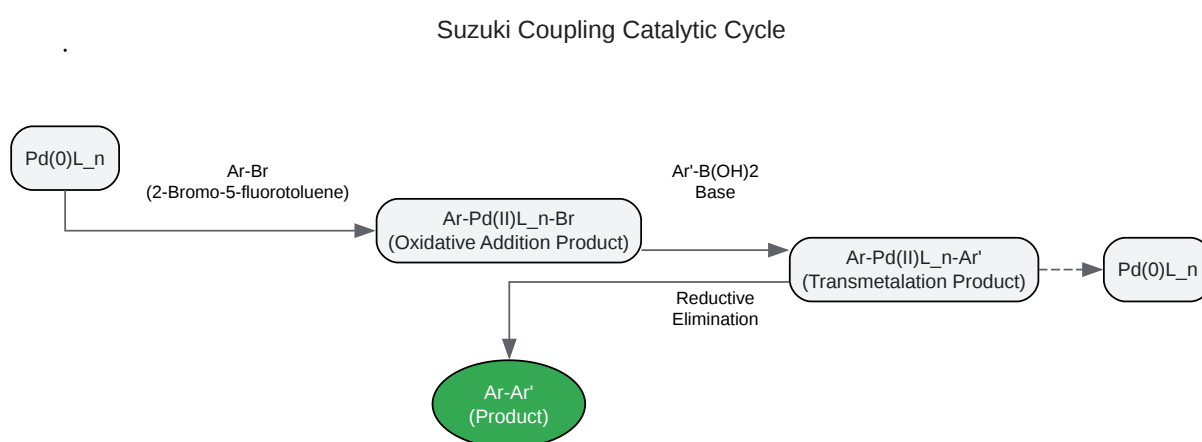 Suzuki Coupling Catalytic Cycle
.
Pd(0)L_n
Ar-Br
(2-Bromo-5-fluorotoluene)
Ar-Pd(II)L_n-Br
(Oxidative Addition Product)
Ar'-B(OH)2
Base
Ar-Pd(II)L_n-Ar'
(Transmetalation Product)
Pd(0)L_n
Reductive
Elimination
Ar-Ar'
(Product)